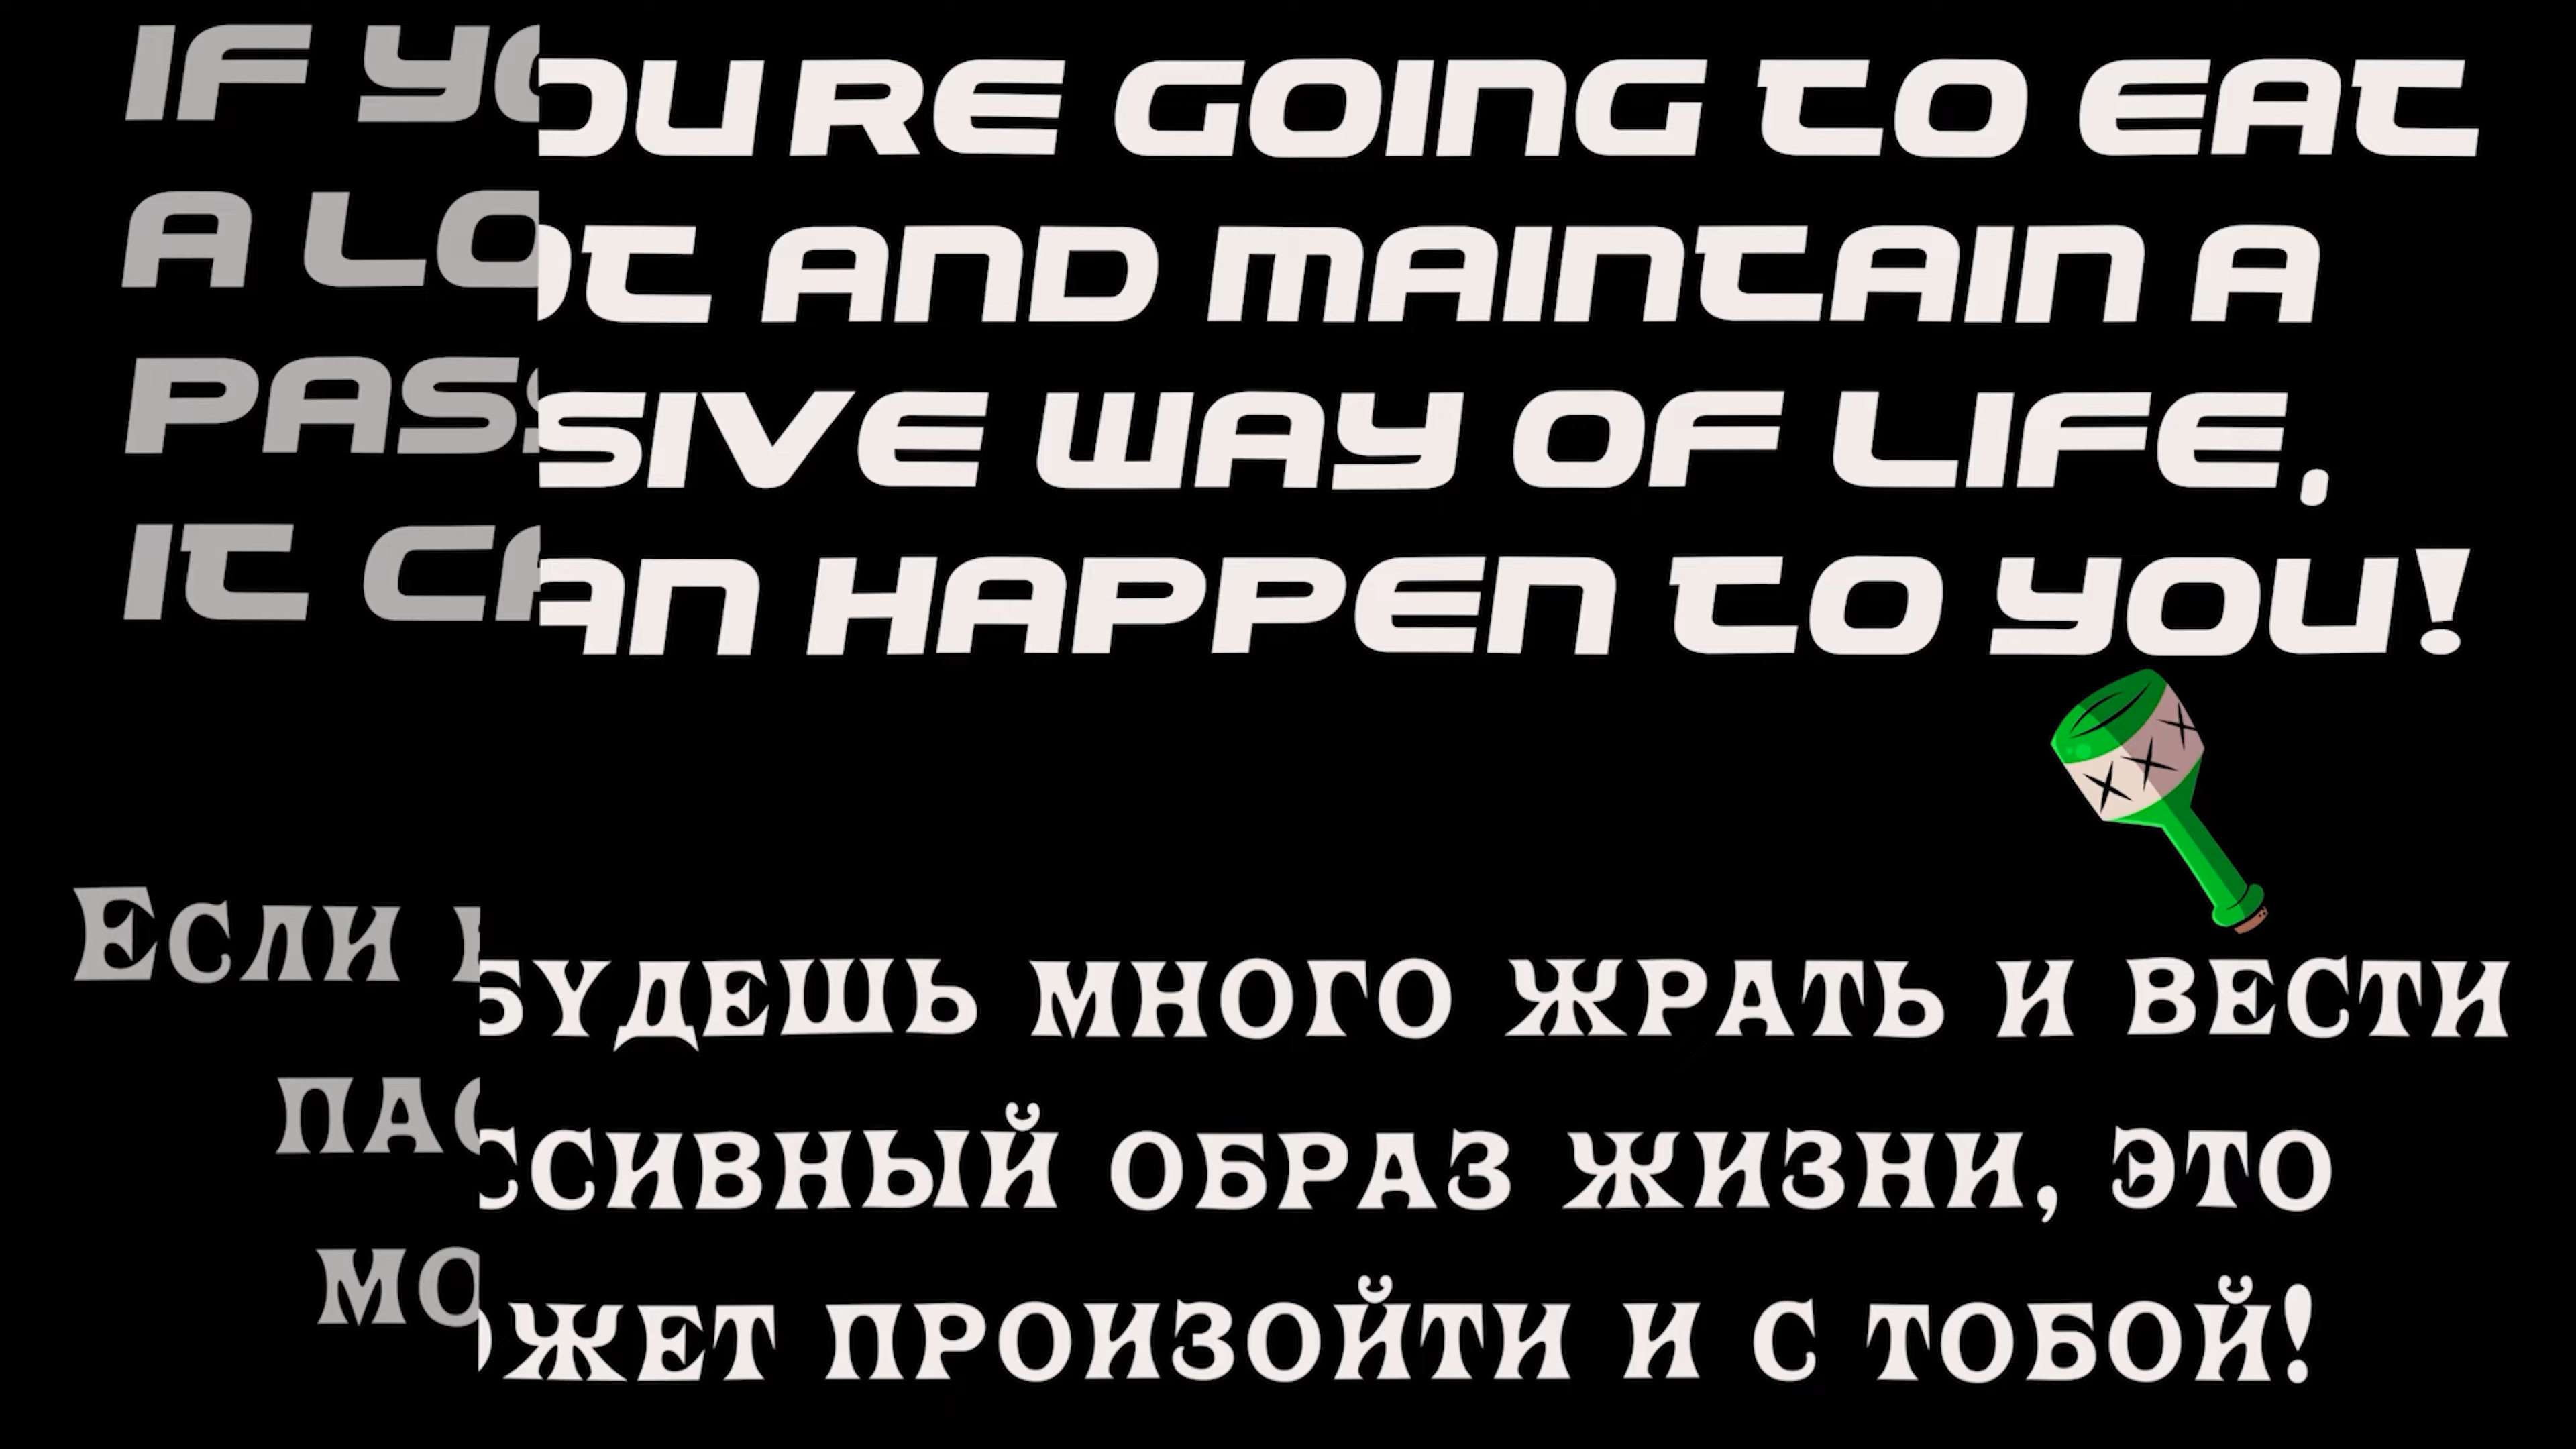 IF YOU'RE GOING TO EAT
A LOT AND MAINTAIN A
PASSIVE WAY OF LIFE,
IT CAN HAPPEN TO YOU!
Если будешь много жрать и вести
пассивный образ жизни, это
может произойти и с тобой!